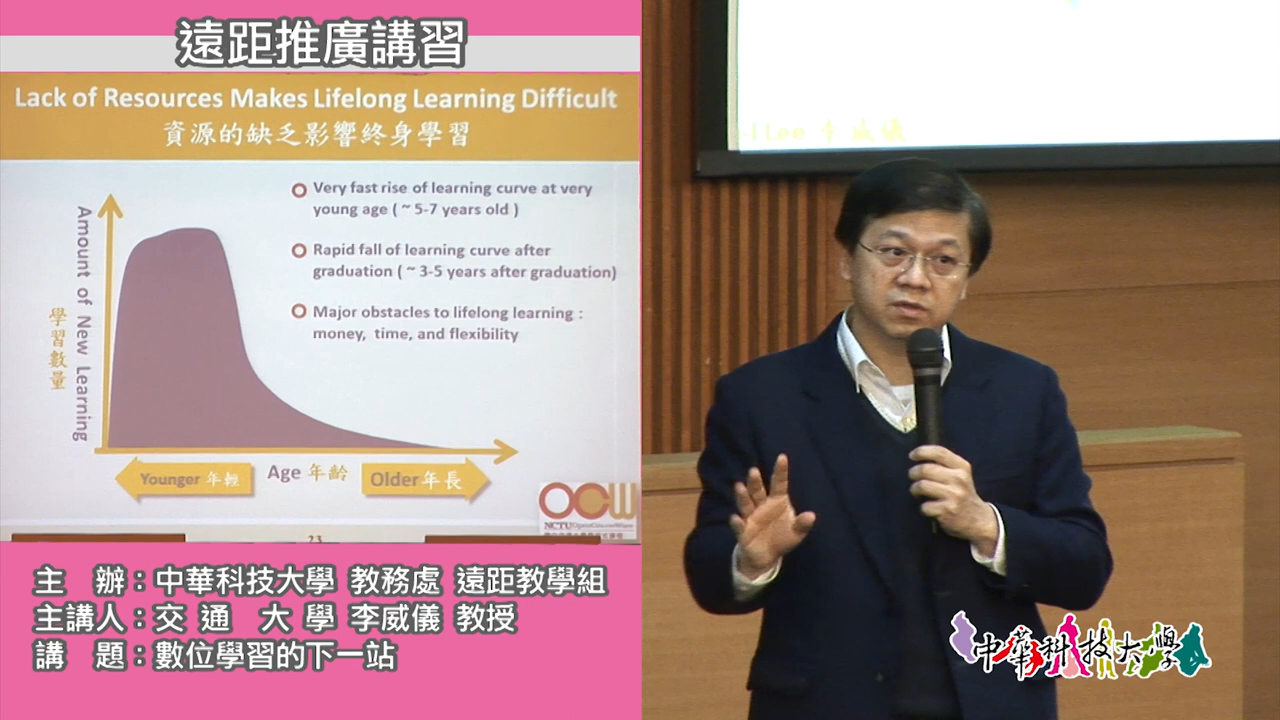 遠距推廣講習
Lack of Resources Makes Lifelong Learning Difficult
資源的缺乏影響終身學習
Very fast rise of learning curve at very
young age ( ~ 5-7 years old )
Rapid fall of learning curve after
graduation ( ~ 3-5 years after graduation)
Major obstacles to lifelong learning :
money, time, and flexibility
Amount of New Learning
學習數量
Younger 年輕
Age 年齡
Older 年長
OCW
NCTU OpenCourseWare
23
主 辦：中華科技大學 教務處 遠距教學組
主講人：交 通 大 學 李威儀 教授
講 題：數位學習的下一站
李威儀
中華科技大學